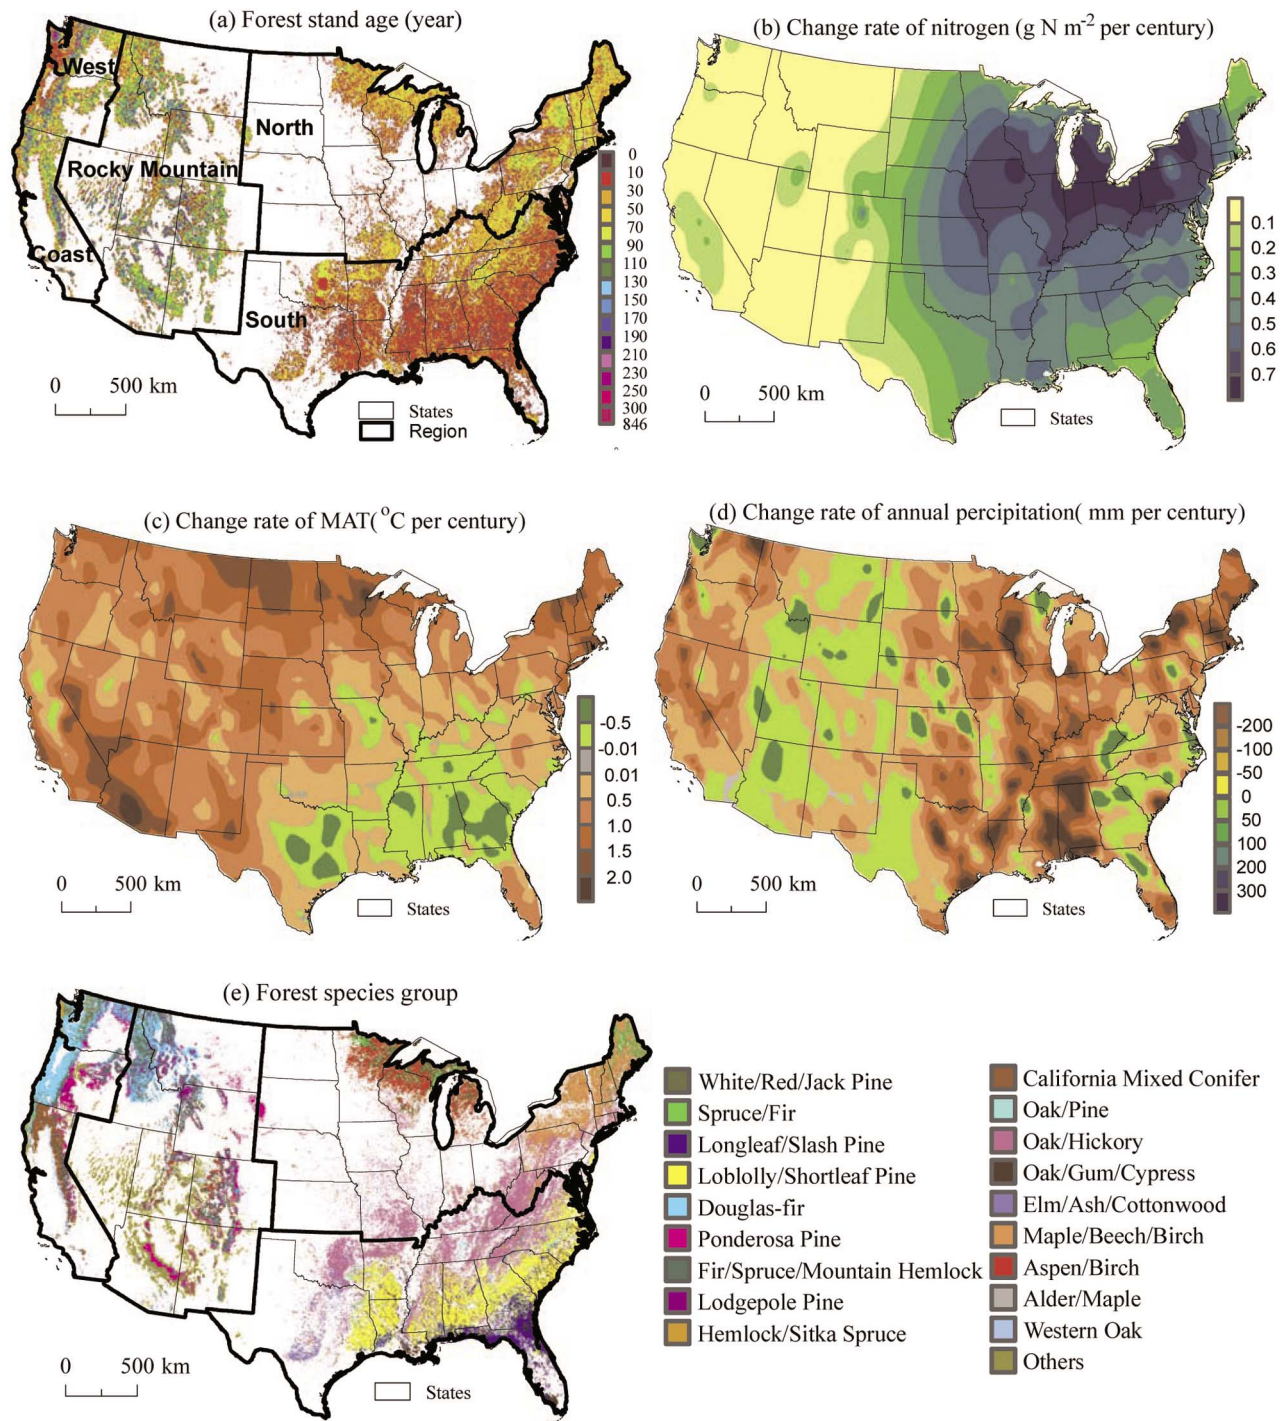 (a) Forest stand age (year)
West
North
Rocky Mountain
Coast
South
0
10
30
50
70
90
110
130
150
170
190
210
230
250
300
846
0 500 km
States
Region
(b) Change rate of nitrogen (g N m-2 per century)
0.1
0.2
0.3
0.4
0.5
0.6
0.7
0 500 km
States
(c) Change rate of MAT(oC per century)
-0.5
-0.01
0.01
0.5
1.0
1.5
2.0
0 500 km
States
(d) Change rate of annual percipitation( mm per century)
-200
-100
-50
0
50
100
200
300
0 500 km
States
(e) Forest species group
0 500 km
States
White/Red/Jack Pine
Spruce/Fir
Longleaf/Slash Pine
Loblolly/Shortleaf Pine
Douglas-fir
Ponderosa Pine
Fir/Spruce/Mountain Hemlock
Lodgepole Pine
Hemlock/Sitka Spruce
California Mixed Conifer
Oak/Pine
Oak/Hickory
Oak/Gum/Cypress
Elm/Ash/Cottonwood
Maple/Beech/Birch
Aspen/Birch
Alder/Maple
Western Oak
Others